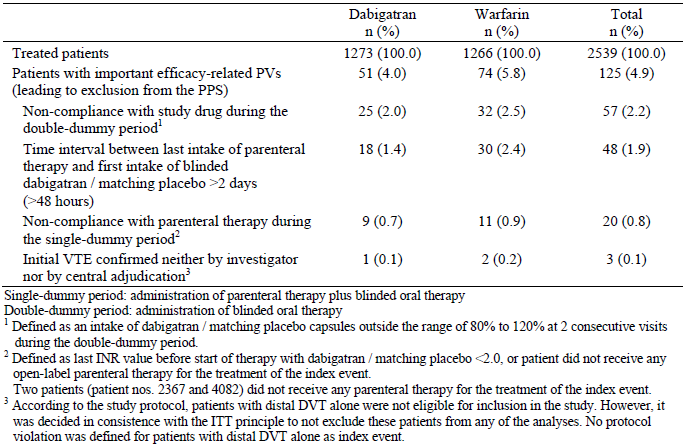 Dabigatran Warfarin Total
n (%) n (%) n (%)
Treated patients 1273 (100.0) 1266 (100.0) 2539 (100.0)
Patients with important efficacy-related PVs 51 (4.0) 74 (5.8) 125 (4.9)
(leading to exclusion from the PPS)
Non-compliance with study drug during the 25 (2.0) 32 (2.5) 57 (2.2)
double-dummy period1
Time interval between last intake of parenteral 18 (1.4) 30 (2.4) 48 (1.9)
therapy and first intake of blinded
dabigatran / matching placebo >2 days
(>48 hours)
Non-compliance with parenteral therapy during 9 (0.7) 11 (0.9) 20 (0.8)
the single-dummy period2
Initial VTE confirmed neither by investigator 1 (0.1) 2 (0.2) 3 (0.1)
nor by central adjudication3
Single-dummy period: administration of parenteral therapy plus blinded oral therapy
Double-dummy period: administration of blinded oral therapy
1 Defined as an intake of dabigatran / matching placebo capsules outside the range of 80% to 120% at 2 consecutive visits
during the double-dummy period.
2 Defined as last INR value before start of therapy with dabigatran / matching placebo <2.0, or patient did not receive any
open-label parenteral therapy for the treatment of the index event.
Two patients (patient nos. 2367 and 4082) did not receive any parenteral therapy for the treatment of the index event.
3 According to the study protocol, patients with distal DVT alone were not eligible for inclusion in the study. However, it
was decided in consistence with the ITT principle to not exclude these patients from any of the analyses. No protocol
violation was defined for patients with distal DVT alone as index event.